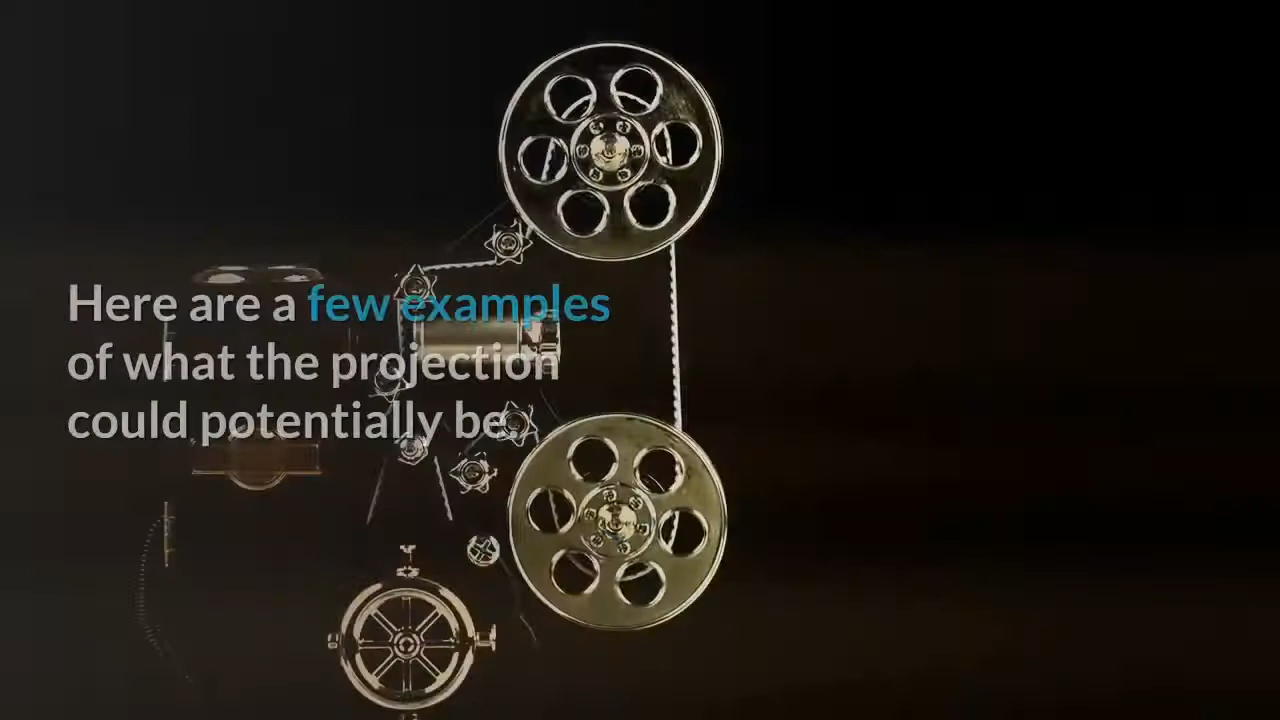 Here are a few examples
of what the projection
could potentially be.